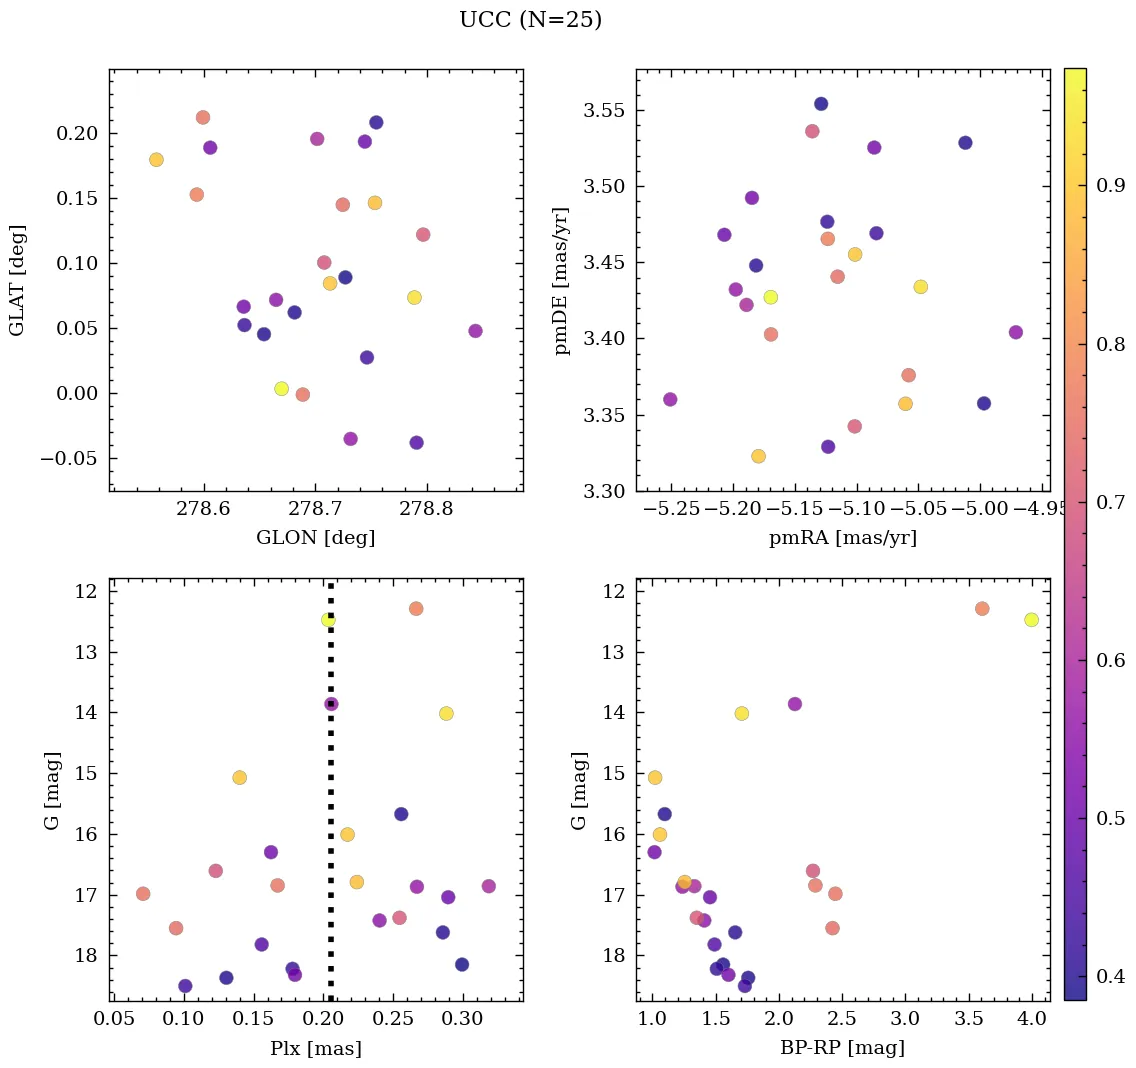 UCC (N=25)
0.20
0.15
0.10
0.05
0.00
−0.05
GLAT [deg]
278.6 278.7 278.8
GLON [deg]
3.55
3.50
3.45
3.40
3.35
3.30
pmDE [mas/yr]
−5.25 −5.20 −5.15 −5.10 −5.05 −5.00 −4.95
pmRA [mas/yr]
0.9
0.8
0.7
0.6
0.5
0.4
12
13
14
15
16
17
18
G [mag]
0.05 0.10 0.15 0.20 0.25 0.30
Plx [mas]
12
13
14
15
16
17
18
G [mag]
1.0 1.5 2.0 2.5 3.0 3.5 4.0
BP-RP [mag]